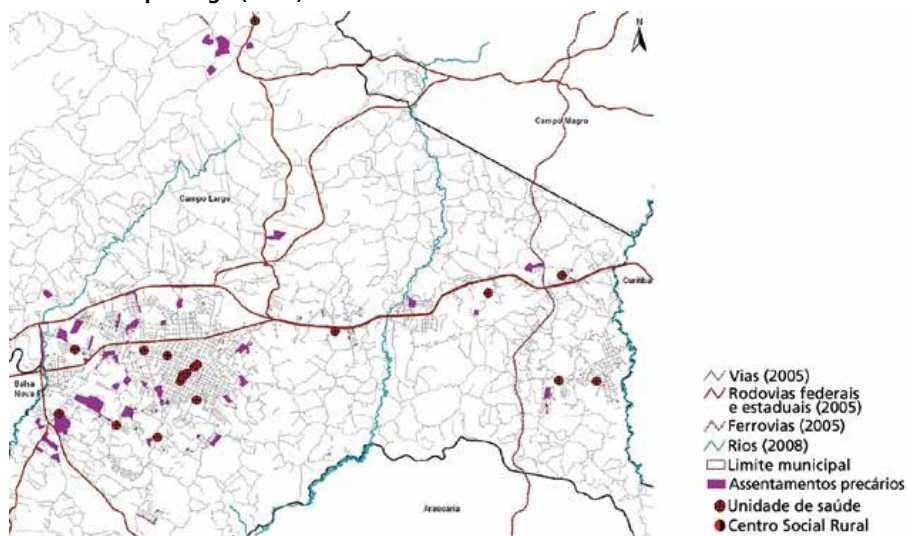 N
Campo Magro
Campo Largo
Curitiba
Balsa
Nova
Araucária
Vias (2005)
Rodovias federais
e estaduais (2005)
Ferrovias (2005)
Rios (2008)
Limite municipal
Assentamentos precários
Unidade de saúde
Centro Social Rural